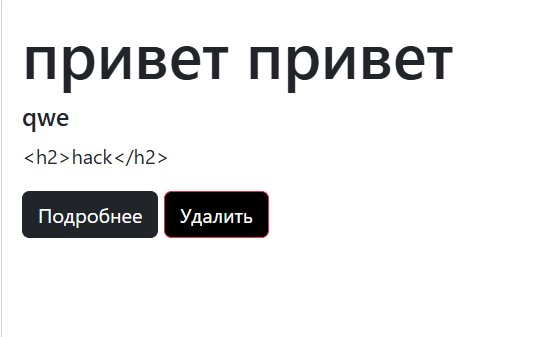 привет привет
qwe
<h2>hack</h2>
Подробнее Удалить